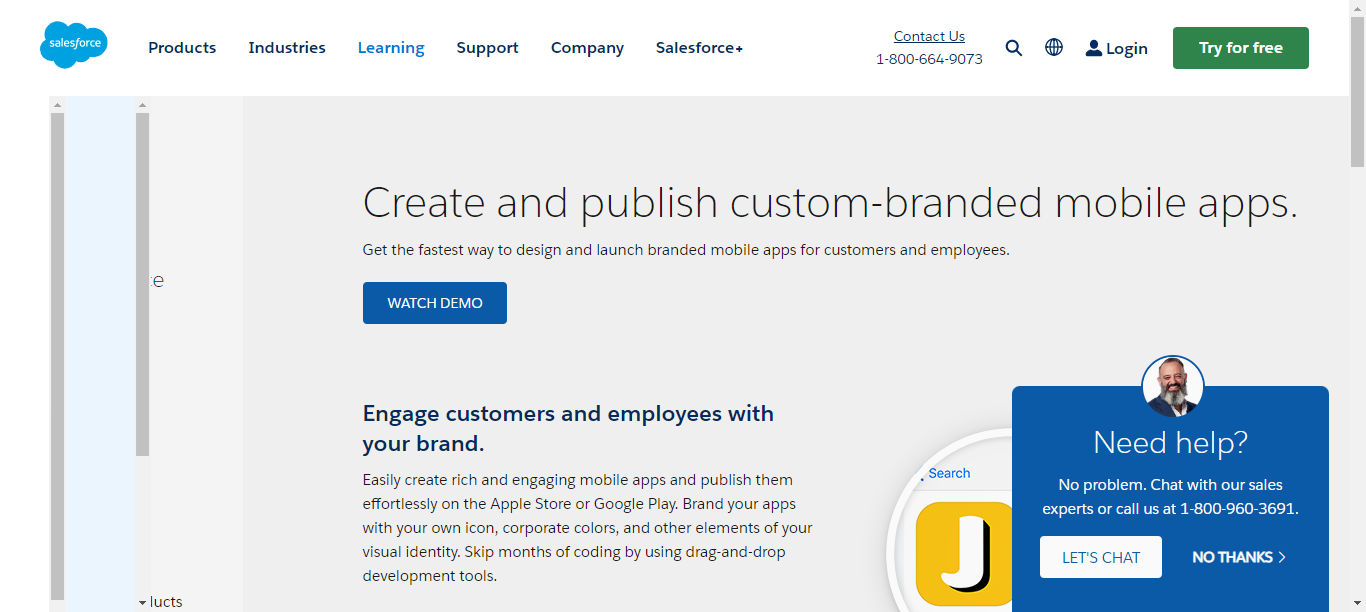 salesforce
Products
Industries
Learning
Support
Company
Salesforce+
Contact Us
1-800-664-9073
Login
Try for free
Create and publish custom-branded mobile apps.
Get the fastest way to design and launch branded mobile apps for customers and employees.
WATCH DEMO
Engage customers and employees with
your brand.
Easily create rich and engaging mobile apps and publish them
effortlessly on the Apple Store or Google Play. Brand your apps
with your own icon, corporate colors, and other elements of your
visual identity. Skip months of coding by using drag-and-drop
development tools.
Search
J
Need help?
No problem. Chat with our sales
experts or call us at 1-800-960-3691.
LET'S CHAT
NO THANKS